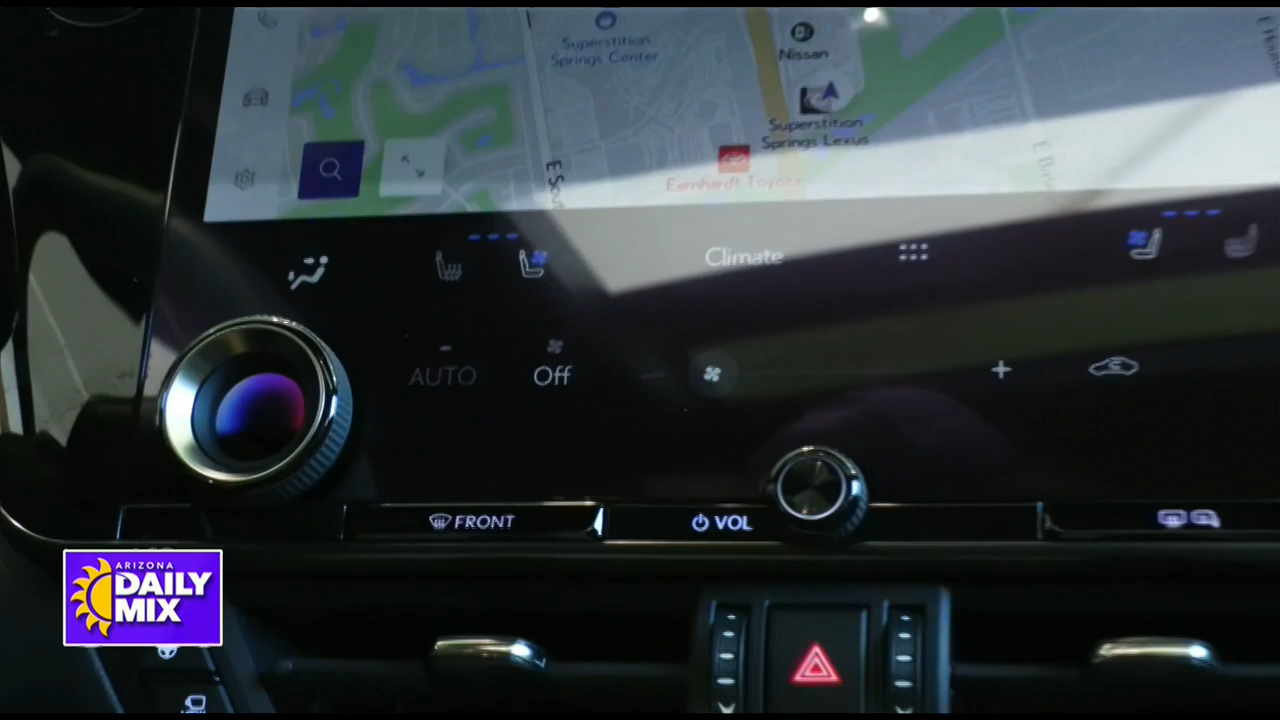 Superstition
Springs Center
Nissan
Superstition
Springs Lexus
Earnhardt Toyota
Climate
AUTO
Off
FRONT
VOL
ARIZONA
DAILY
MIX